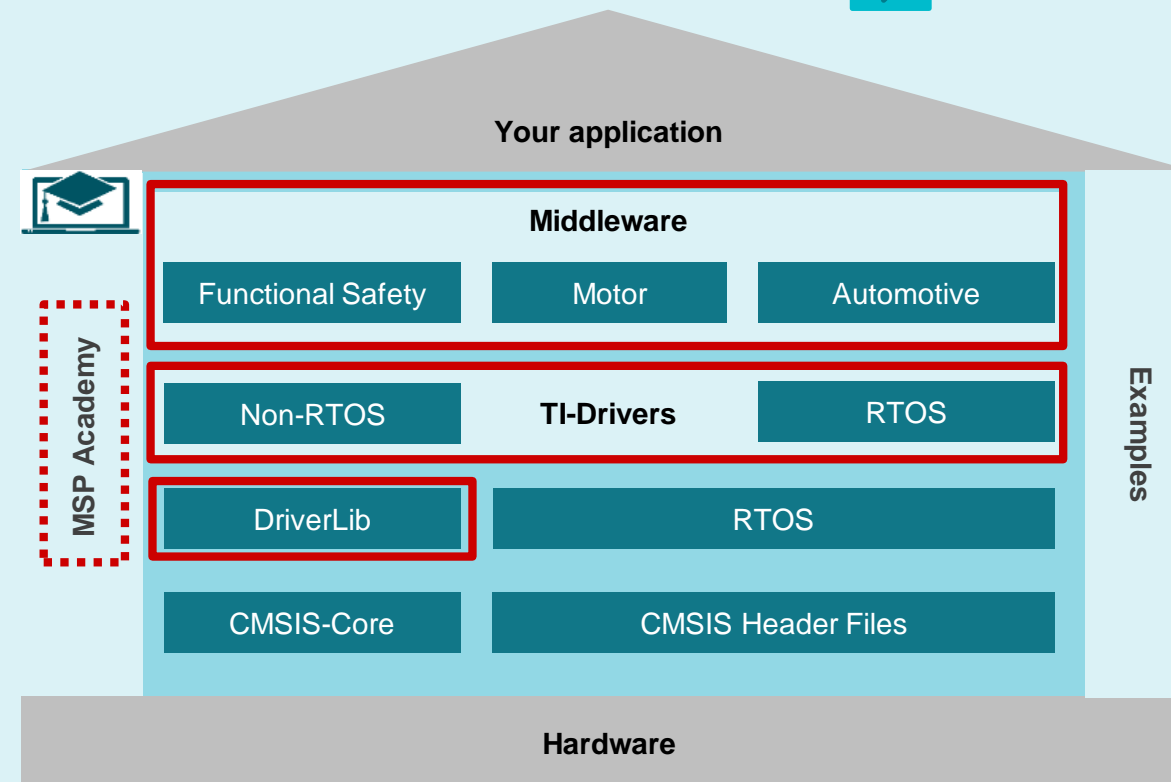 Your application
Middleware
Functional Safety
Motor
Automotive
MSP Academy
Non-RTOS
TI-Drivers
RTOS
Examples
DriverLib
RTOS
CMSIS-Core
CMSIS Header Files
Hardware